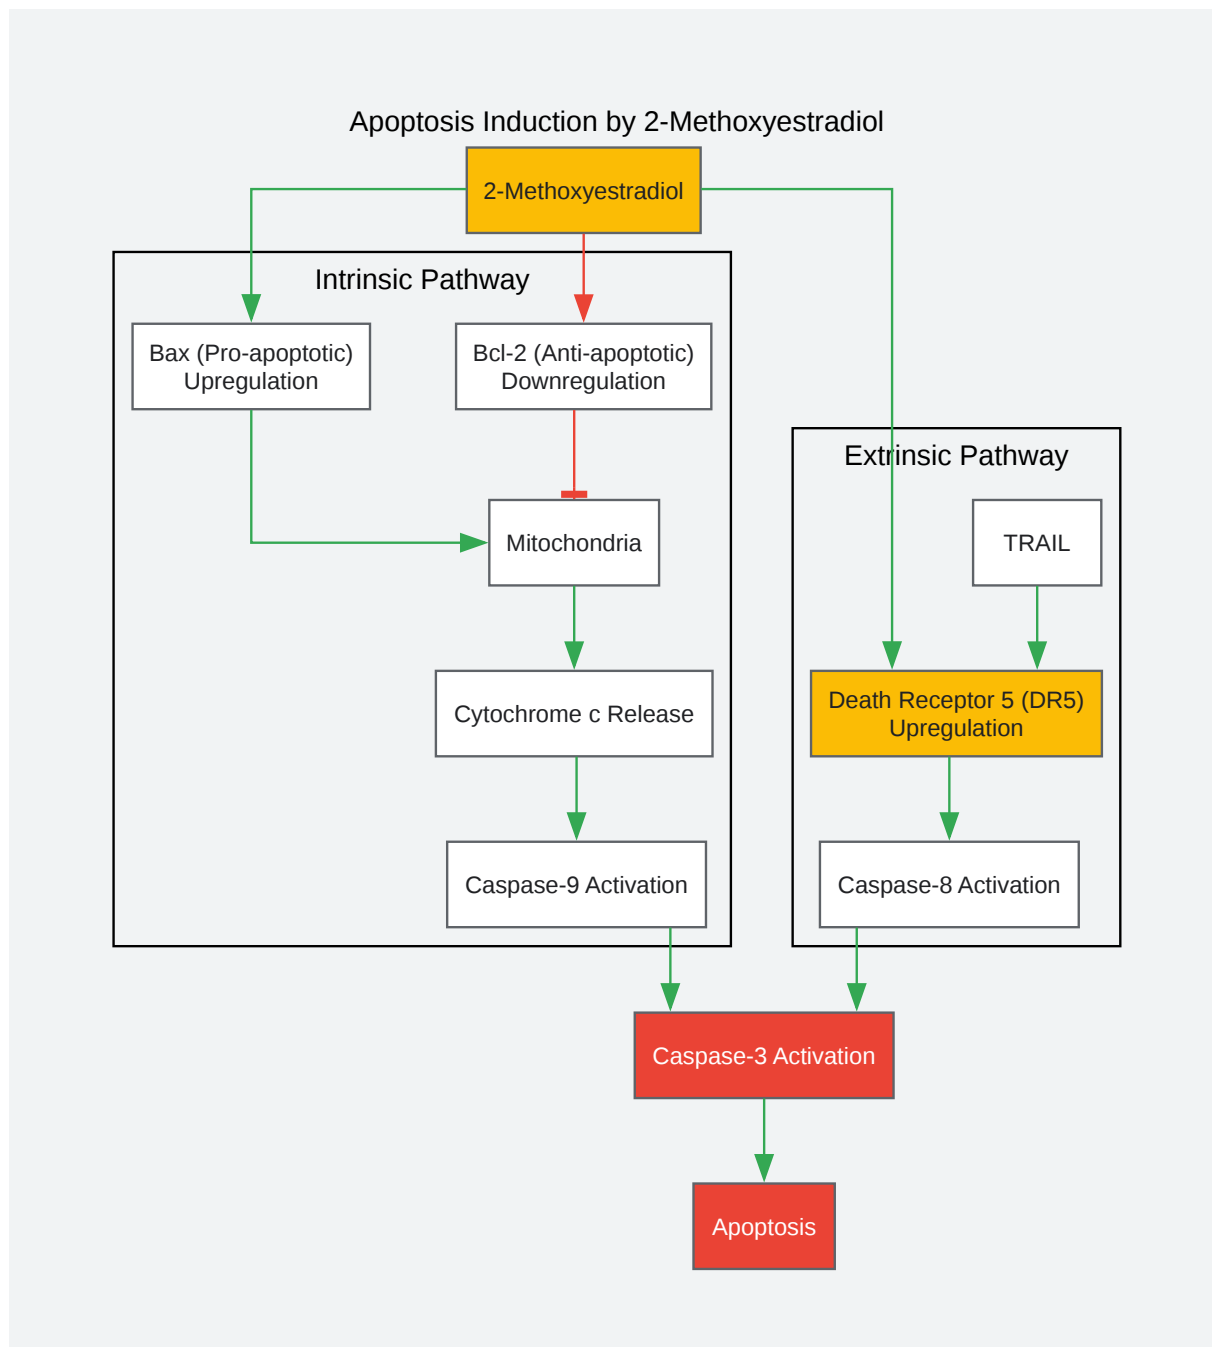 Apoptosis Induction by 2-Methoxyestradiol
2-Methoxyestradiol
Intrinsic Pathway
Bax (Pro-apoptotic)
Upregulation
Bcl-2 (Anti-apoptotic)
Downregulation
Mitochondria
Cytochrome c Release
Caspase-9 Activation
Extrinsic Pathway
TRAIL
Death Receptor 5 (DR5)
Upregulation
Caspase-8 Activation
Caspase-3 Activation
Apoptosis